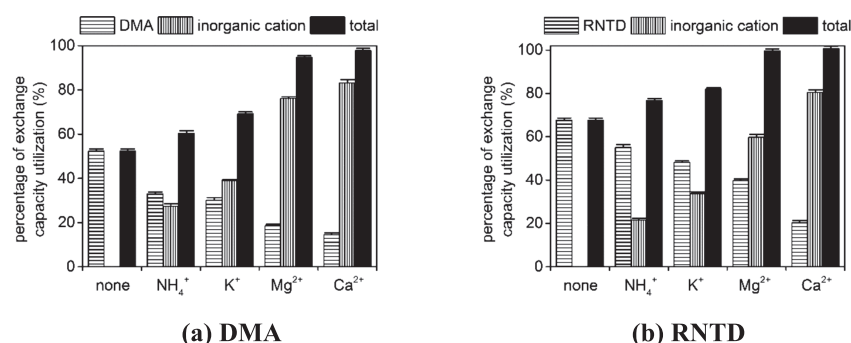 DMA inorganic cation total
percentage of exchange
capacity utilization (%)
100
80
60
40
20
0
none NH₄⁺ K⁺ Mg²⁺ Ca²⁺
(a) DMA
RNTD inorganic cation total
percentage of exchange
capacity utilization (%)
100
80
60
40
20
0
none NH₄⁺ K⁺ Mg²⁺ Ca²⁺
(b) RNTD